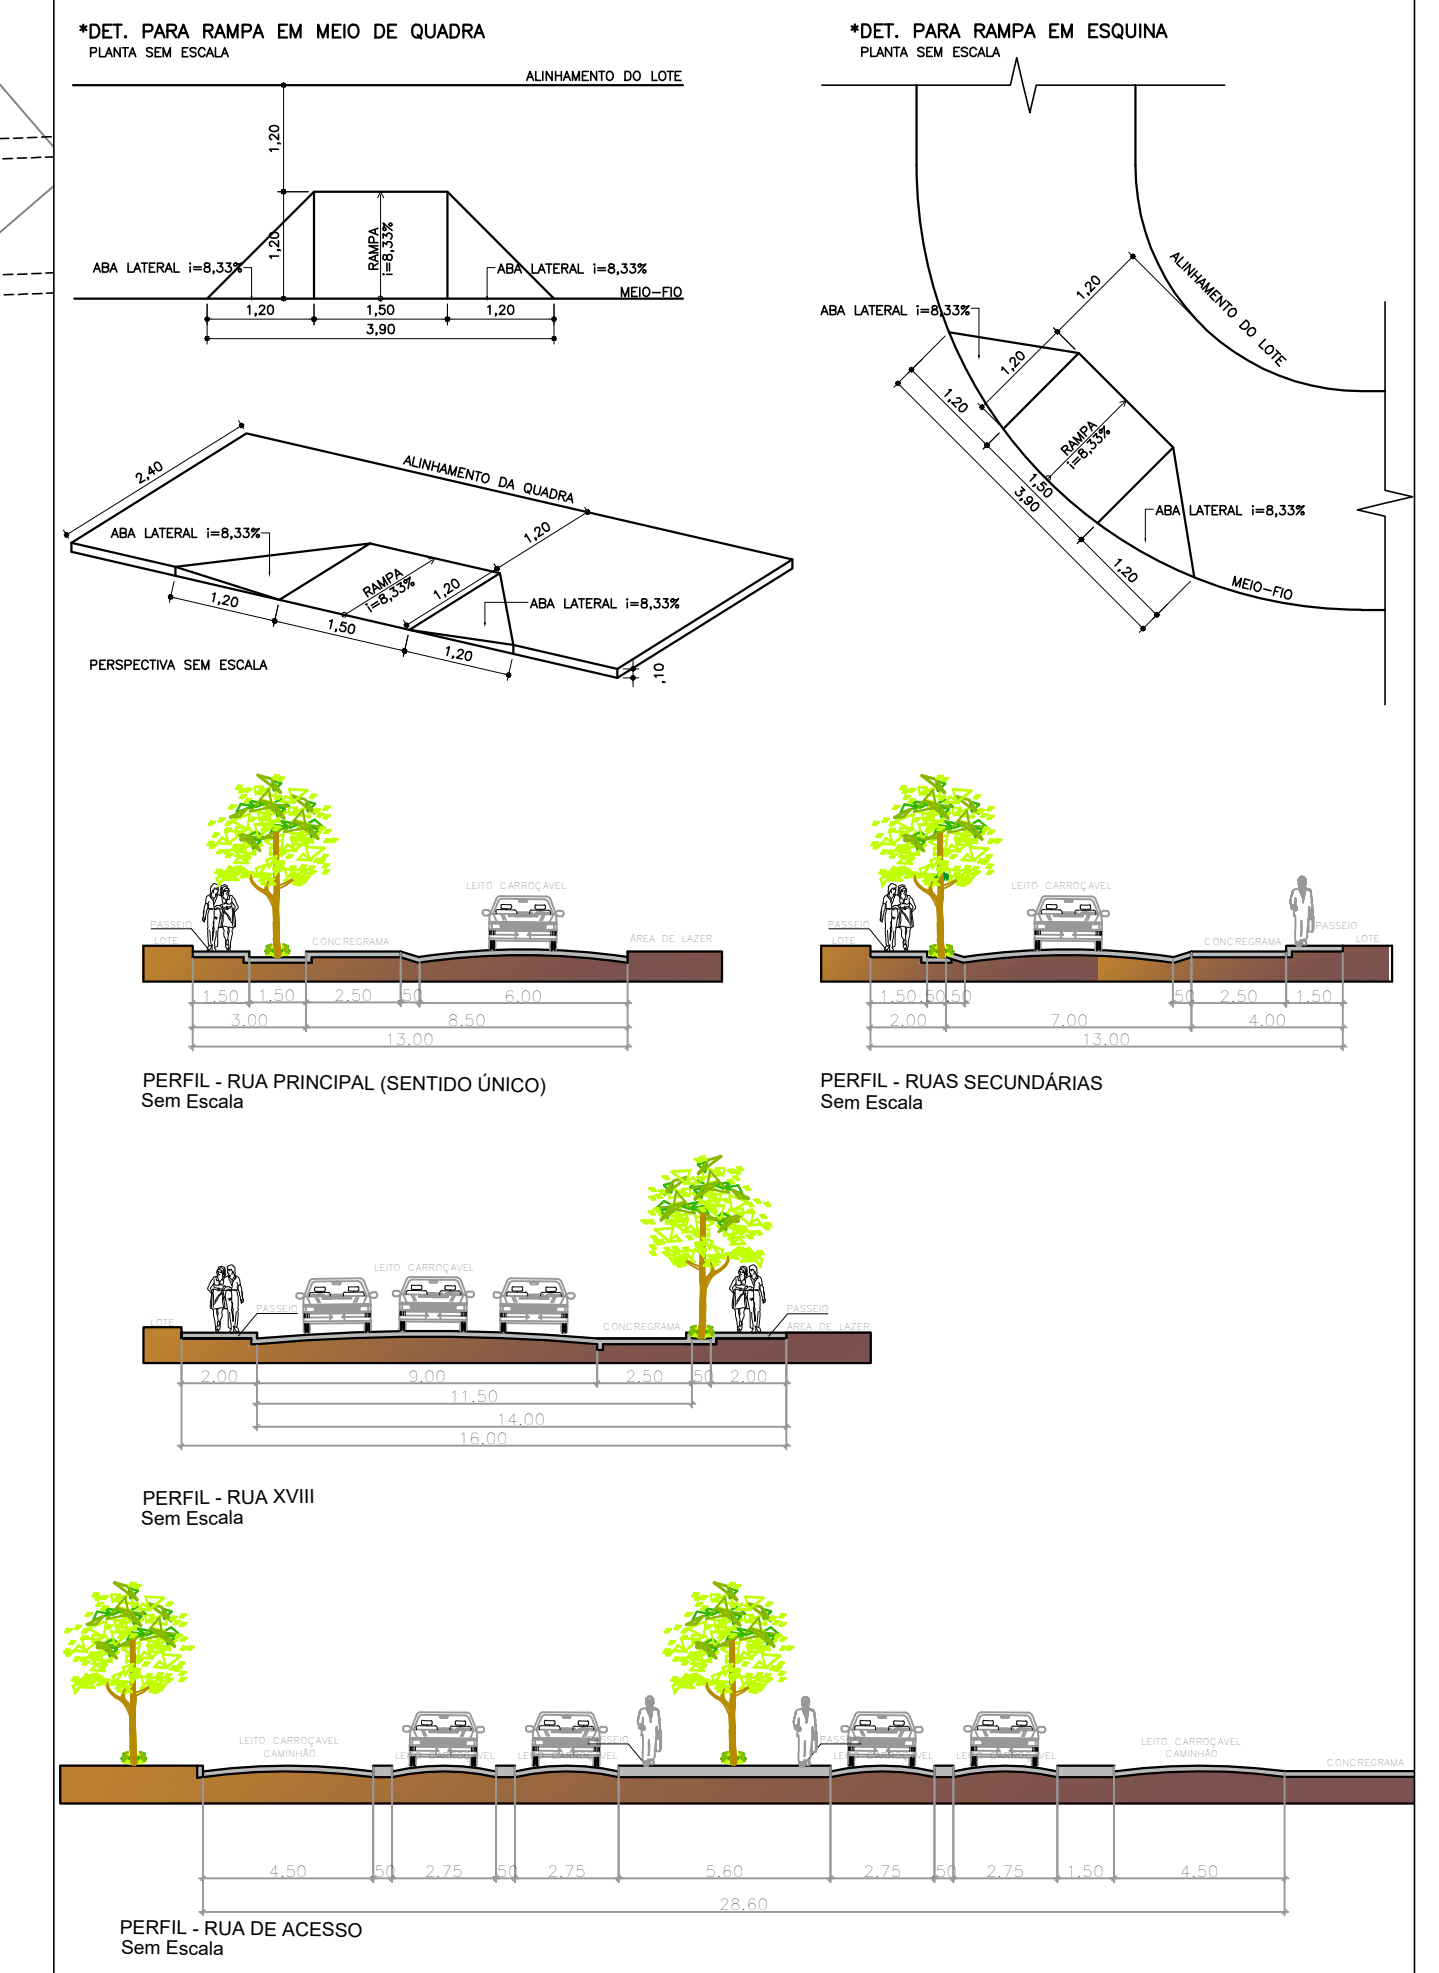 *DET. PARA RAMPA EM MEIO DE QUADRA
PLANTA SEM ESCALA
ALINHAMENTO DO LOTE
1,20
1,20
RAMPA
i=8,33%
ABA LATERAL i=8,33%
ABA LATERAL i=8,33%
MEIO-FIO
1,20
1,50
1,20
3,90
*DET. PARA RAMPA EM ESQUINA
PLANTA SEM ESCALA
ALINHAMENTO DO LOTE
1,20
ABA LATERAL i=8,33%
1,20
1,20
RAMPA
i=8,33%
1,50
3,90
ABA LATERAL i=8,33%
1,20
MEIO-FIO
2,40
ALINHAMENTO DA QUADRA
ABA LATERAL i=8,33%
1,20
RAMPA
i=8,33%
1,20
ABA LATERAL i=8,33%
1,20
1,50
1,20
,10
PERSPECTIVA SEM ESCALA
LEITO CARROÇAVEL
PASSEIO
LOTE
CONCREGRAMA
ÁREA DE LAZER
1.50
1.50
2.50
.50
6.00
3.00
8.50
13.00
PERFIL - RUA PRINCIPAL (SENTIDO ÚNICO)
Sem Escala
LEITO CARROÇAVEL
PASSEIO
LOTE
CONCREGRAMA
PASSEIO
LOTE
1.50
.50
.50
.50
2.50
1.50
2.00
7.00
4.00
13.00
PERFIL - RUAS SECUNDÁRIAS
Sem Escala
LEITO CARROÇAVEL
PASSEIO
LOTE
CONCREGRAMA
PASSEIO
ÁREA DE LAZER
2.00
9.00
2.50
.50
2.00
11.50
14.00
16.00
PERFIL - RUA XVIII
Sem Escala
LEITO CARROÇAVEL
CAMINHÃO
LEITO CARROÇAVEL
LEITO CARROÇAVEL
PASSEIO
PASSEIO
LEITO CARROÇAVEL
LEITO CARROÇAVEL
LEITO CARROÇAVEL
CAMINHÃO
CONCREGRAMA
4.50
.50
2.75
.50
2.75
5.60
2.75
.50
2.75
1.50
4.50
28.60
PERFIL - RUA DE ACESSO
Sem Escala